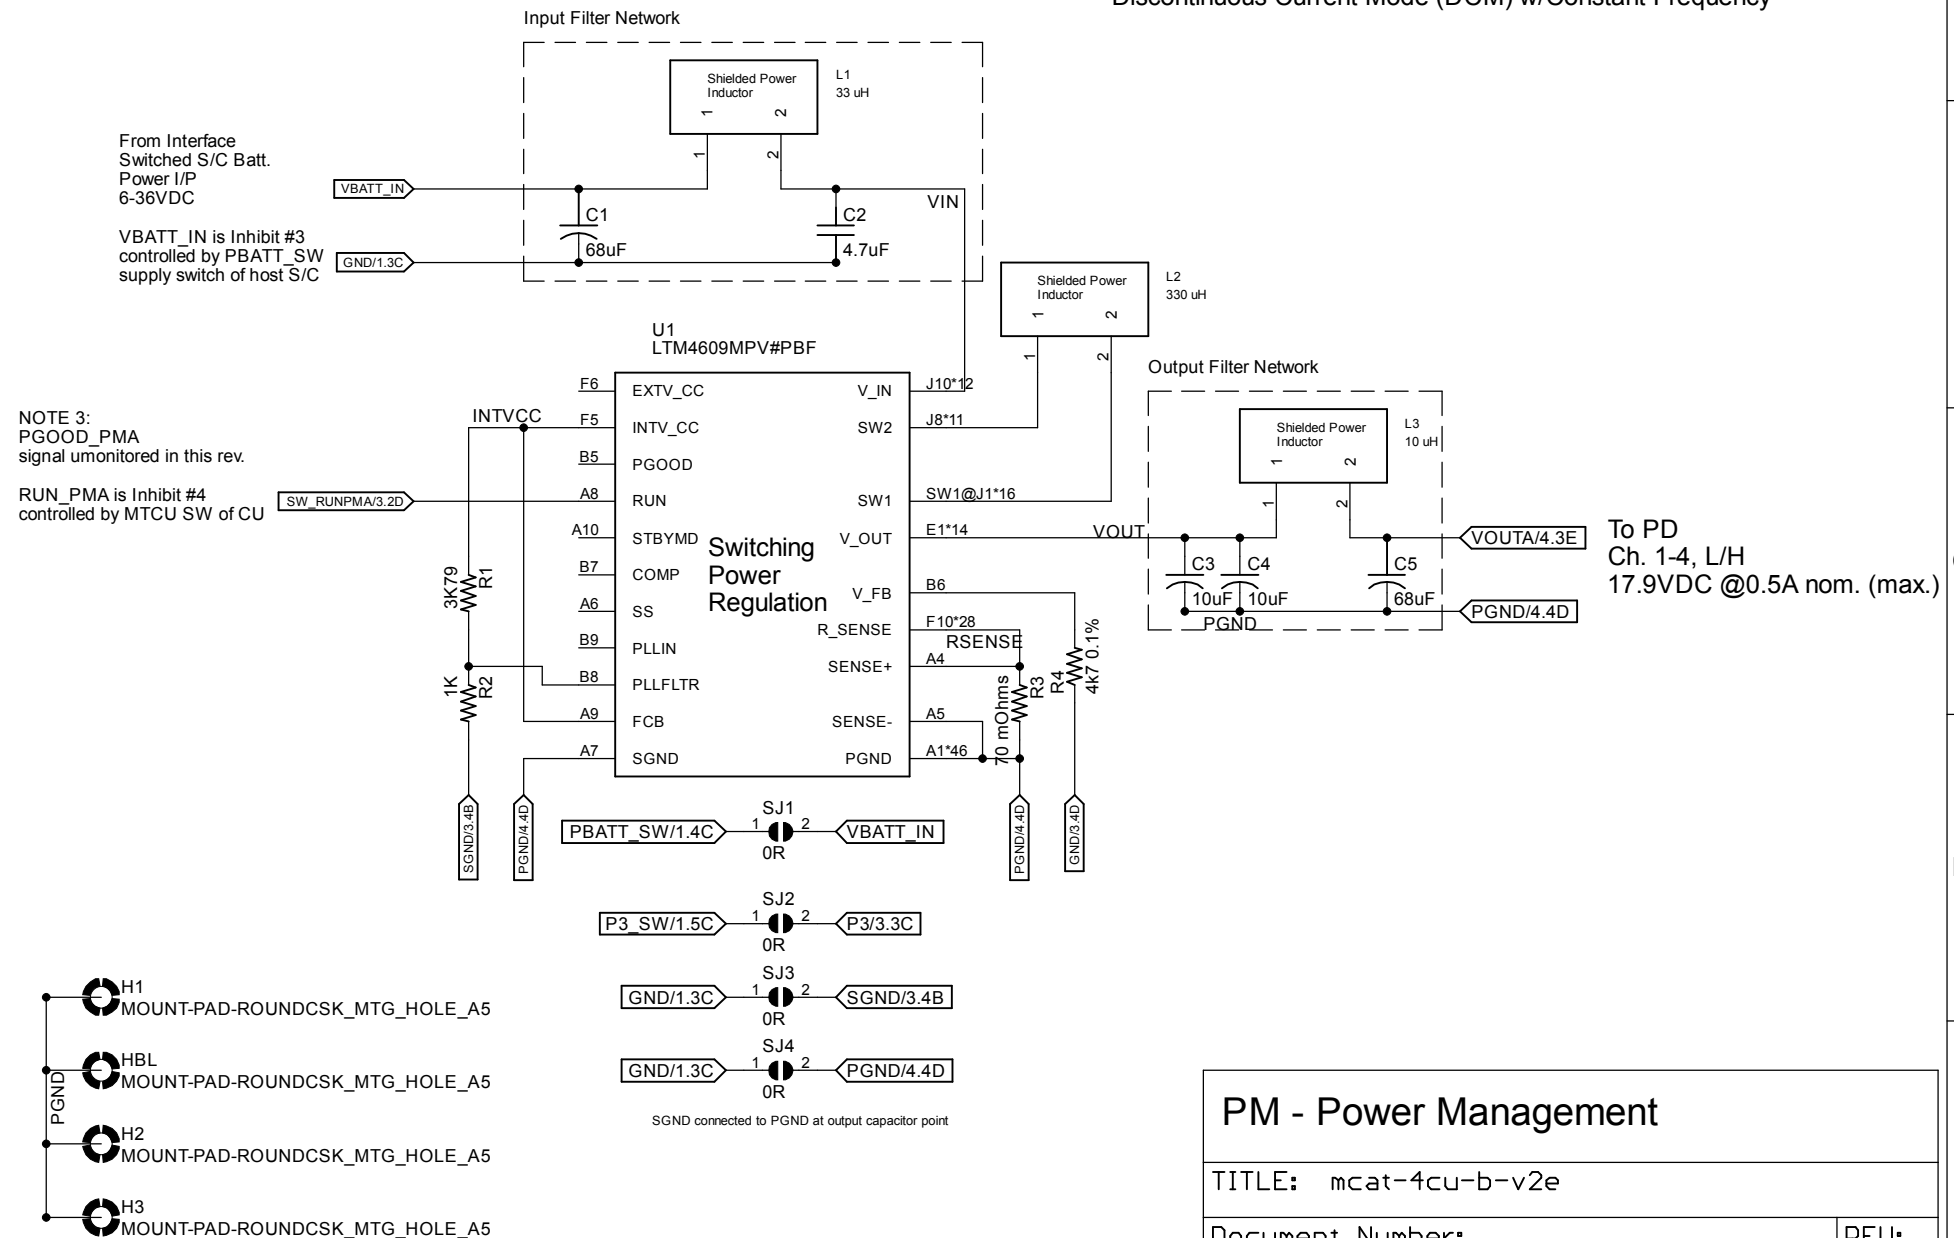 Discontinuous Current Mode (DCM) w/Constant Frequency
Input Filter Network
Shielded Power
Inductor
1
2
L1
33 uH
1
2
From Interface
Switched S/C Batt.
Power I/P
6-36VDC
VBATT_IN
VIN
C1
68uF
C2
4.7uF
VBATT_IN is Inhibit #3
controlled by PBATT_SW
supply switch of host S/C
GND/1.3C
Shielded Power
Inductor
1
2
L2
330 uH
1
2
U1
LTM4609MPV#PBF
Output Filter Network
Shielded Power
Inductor
1
2
L3
10 uH
1
2
NOTE 3:
PGOOD_PMA
signal umonitored in this rev.
RUN_PMA is Inhibit #4
controlled by MTCU SW of CU
SW_RUNPMA/3.2D
INTVCC
F6
EXTV_CC
F5
INTV_CC
B5
PGOOD
A8
RUN
A10
STBYMD
B7
COMP
A6
SS
B9
PLLIN
B8
PLLFLTR
A9
FCB
A7
SGND
Switching
Power
Regulation
V_IN
J10*12
SW2
J8*11
SW1
SW1@J1*16
V_OUT
E1*14
VOUT
V_FB
B6
R_SENSE
F10*28
RSENSE
SENSE+
A4
SENSE-
A5
PGND
A1*46
3K79
R1
1K
R2
70 mOhms
R3
R4
4k7 0.1%
C3
10uF
C4
10uF
C5
68uF
PGND
VOUTA/4.3E
PGND/4.4D
To PD
Ch. 1-4, L/H
17.9VDC @0.5A nom. (max.)
SGND/3.4B
PGND/4.4D
PGND/4.4D
GND/3.4D
SJ1
PBATT_SW/1.4C
1
2
VBATT_IN
0R
SJ2
P3_SW/1.5C
1
2
P3/3.3C
0R
SJ3
GND/1.3C
1
2
SGND/3.4B
0R
SJ4
GND/1.3C
1
2
PGND/4.4D
0R
SGND connected to PGND at output capacitor point
H1
MOUNT-PAD-ROUNDCSK_MTG_HOLE_A5
HBL
MOUNT-PAD-ROUNDCSK_MTG_HOLE_A5
PGND
H2
MOUNT-PAD-ROUNDCSK_MTG_HOLE_A5
H3
MOUNT-PAD-ROUNDCSK_MTG_HOLE_A5
PM - Power Management
TITLE: mcat-4cu-b-v2e
Document Number:
REV: